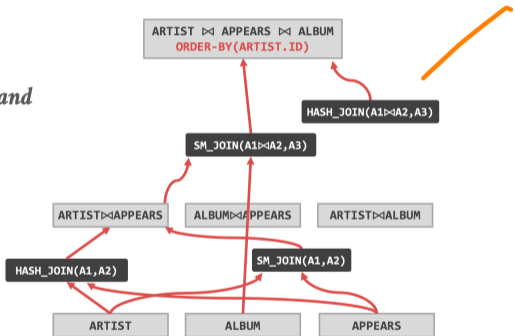 ARTIST ⋈ APPEARS ⋈ ALBUM
ORDER-BY(ARTIST.ID)
and
HASH_JOIN(A1⋈A2,A3)
SM_JOIN(A1⋈A2,A3)
ARTIST⋈APPEARS
ALBUM⋈APPEARS
ARTIST⋈ALBUM
SM_JOIN(A1,A2)
HASH_JOIN(A1,A2)
ARTIST
ALBUM
APPEARS